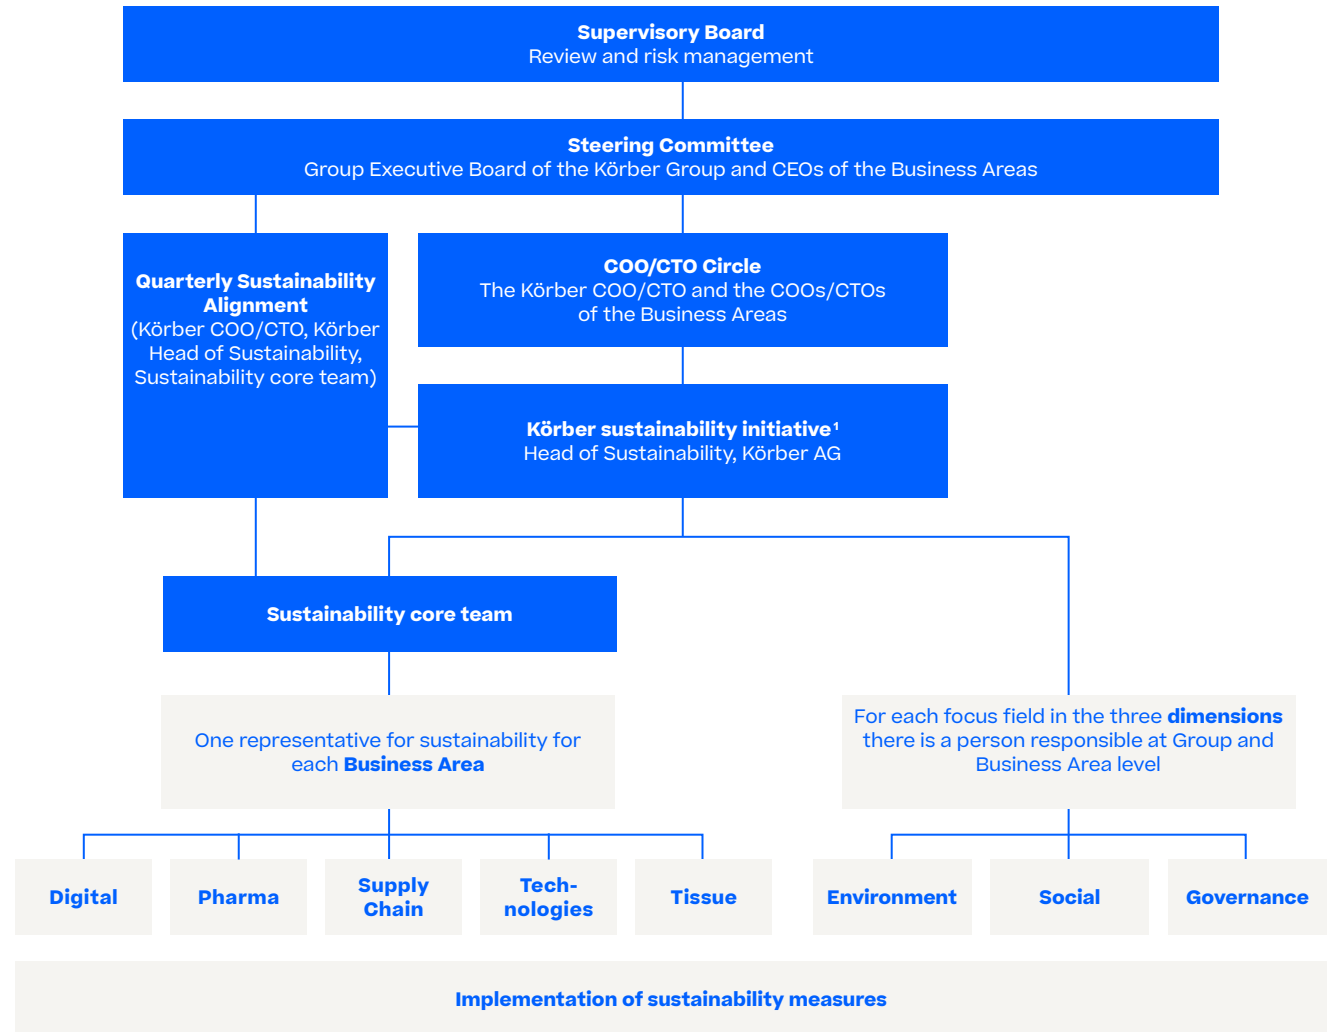 Supervisory Board
Review and risk management
Steering Committee
Group Executive Board of the Körber Group and CEOs of the Business Areas
Quarterly Sustainability
Alignment
(Körber COO/CTO, Körber
Head of Sustainability,
Sustainability core team)
COO/CTO Circle
The Körber COO/CTO and the COOs/CTOs
of the Business Areas
Körber sustainability initiative¹
Head of Sustainability, Körber AG
Sustainability core team
One representative for sustainability for
each Business Area
For each focus field in the three dimensions
there is a person responsible at Group and
Business Area level
Digital
Pharma
Supply
Chain
Tech-
nologies
Tissue
Environment
Social
Governance
Implementation of sustainability measures